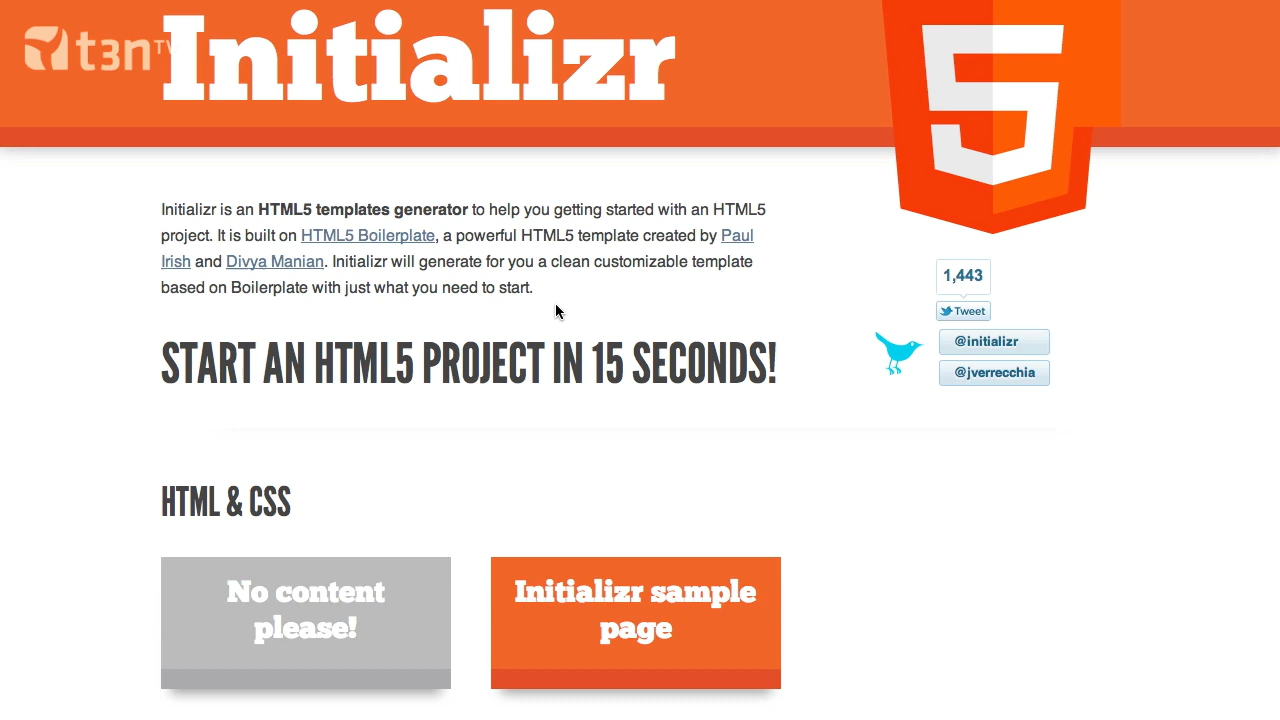 t3n TV
Initializr
5
Initializr is an HTML5 templates generator to help you getting started with an HTML5
project. It is built on HTML5 Boilerplate, a powerful HTML5 template created by Paul
Irish and Divya Manian. Initializr will generate for you a clean customizable template
based on Boilerplate with just what you need to start.
1,443
Tweet
@initializr
@jverrecchia
START AN HTML5 PROJECT IN 15 SECONDS!
HTML & CSS
No content
please!
Initializr sample
page